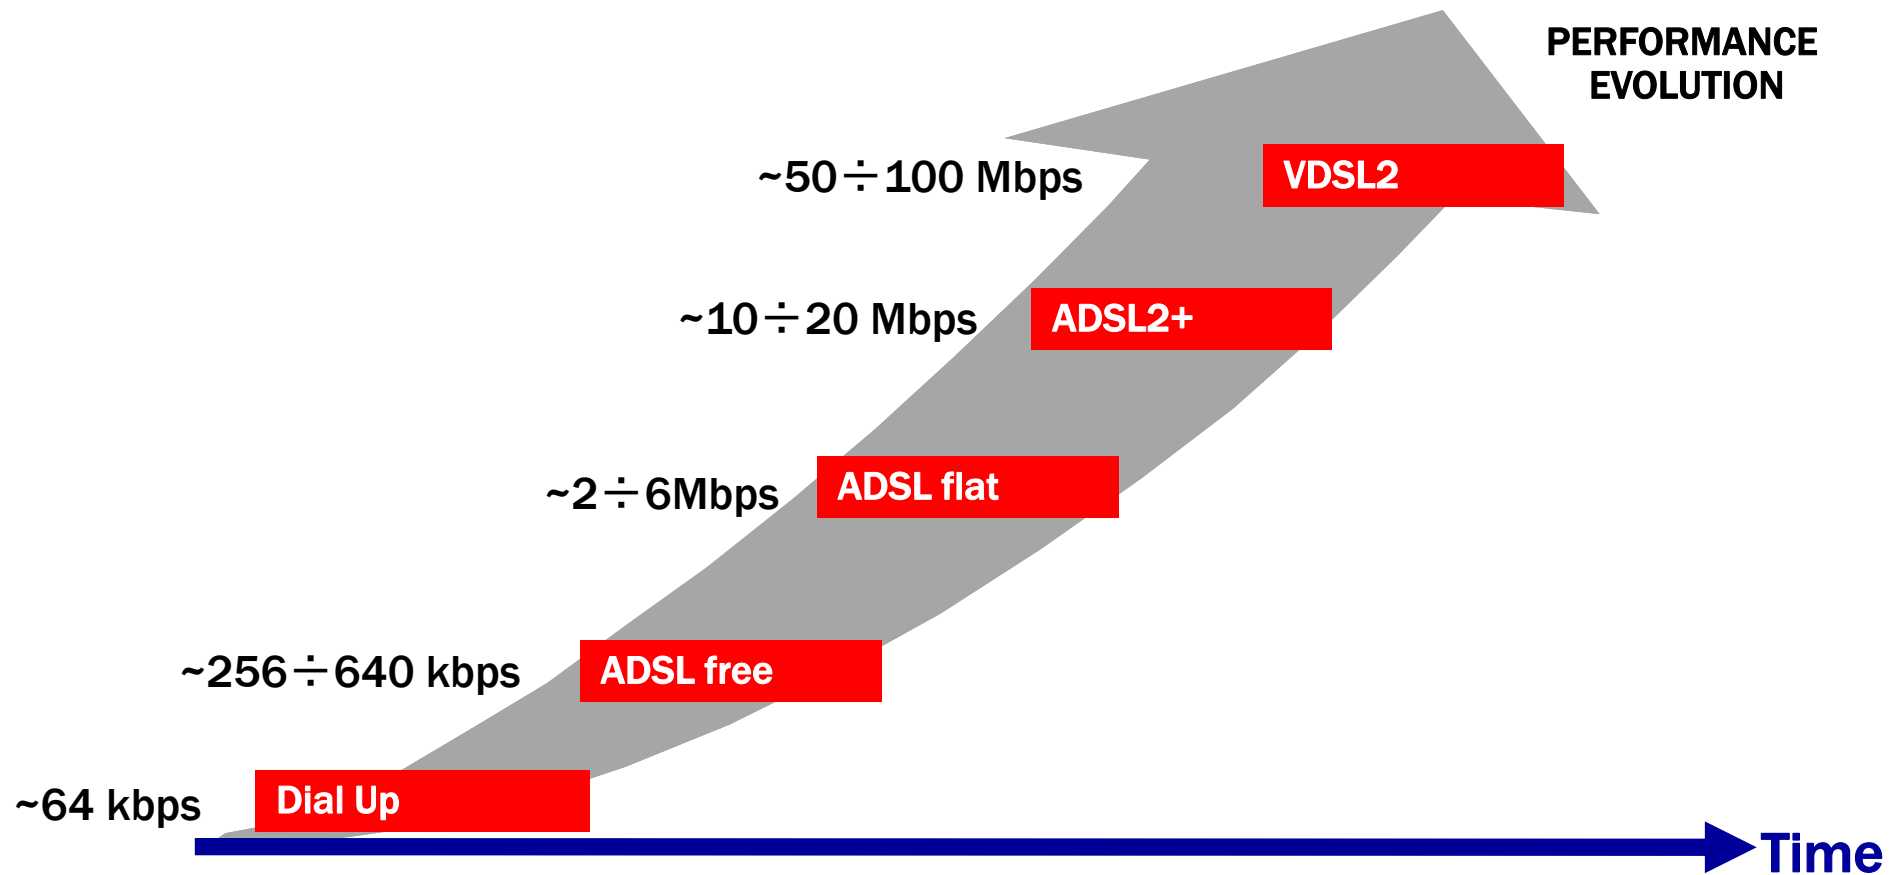 PERFORMANCE
EVOLUTION
~50÷100 Mbps
VDSL2
~10÷20 Mbps
ADSL2+
~2÷6Mbps
ADSL flat
~256÷640 kbps
ADSL free
~64 kbps
Dial Up
Time